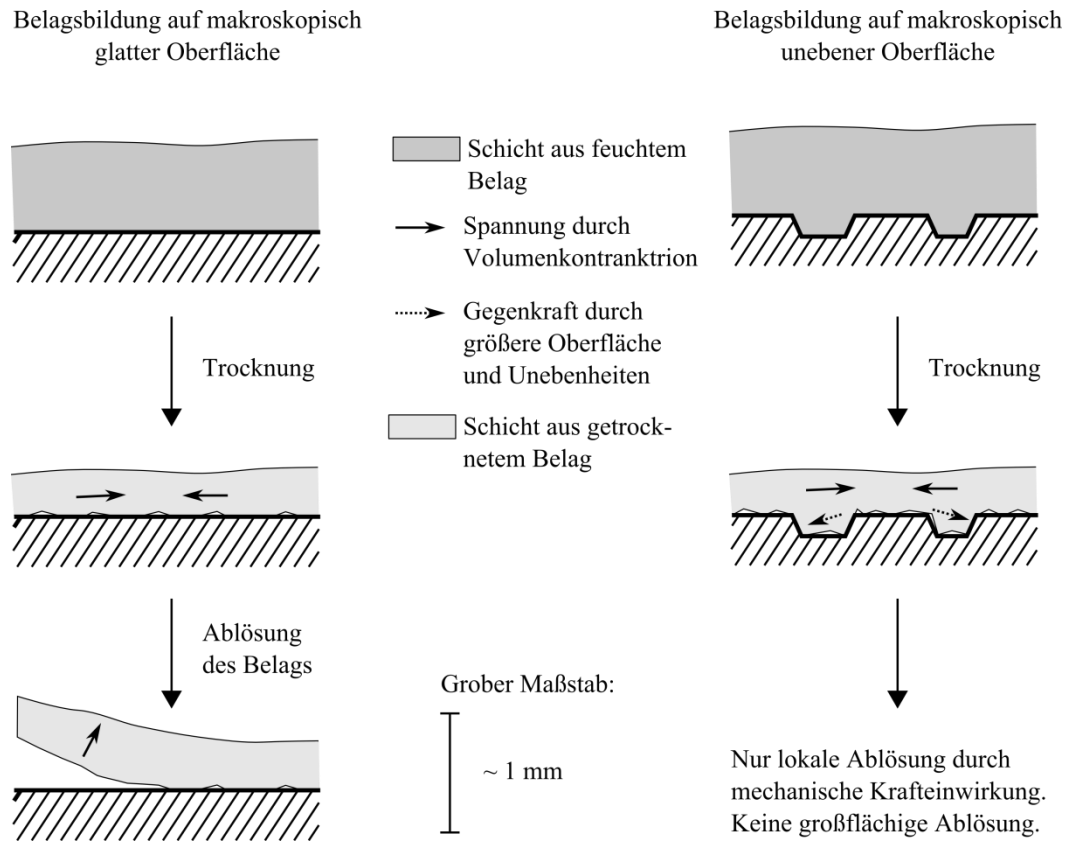 Belagsbildung auf makroskopisch
glatter Oberfläche
Belagsbildung auf makroskopisch
unebener Oberfläche
Schicht aus feuchtem
Belag
Spannung durch
Volumenkontranktrion
Gegenkraft durch
größere Oberfläche
und Unebenheiten
Schicht aus getrock-
netem Belag
Trocknung
Trocknung
Ablösung
des Belags
Grober Maßstab:
~ 1 mm
Nur lokale Ablösung durch
mechanische Krafteinwirkung.
Keine großflächige Ablösung.